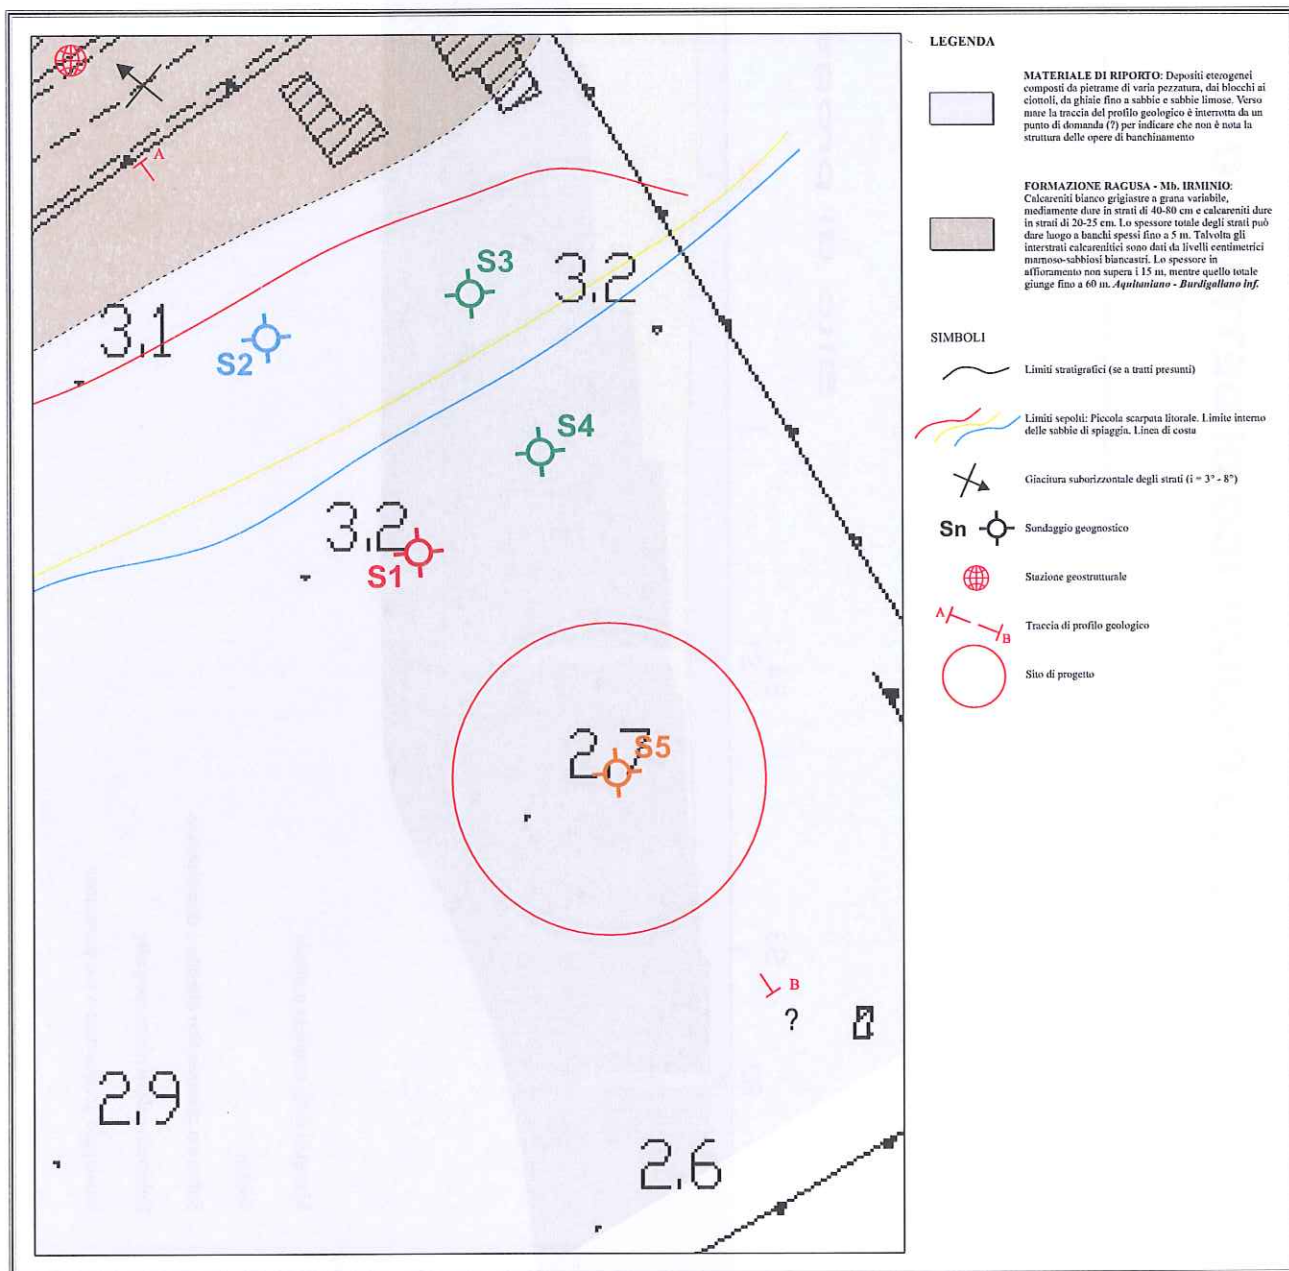 LEGENDA
MATERIALE DI RIPORTO: Depositi eterogenei
composti da pietrame di varia pezzatura, dai blocchi ai
ciottoli, da ghiaie fino a sabbie e sabbie limose. Verso
mare la traccia del profilo geologico è interrotta da un
punto di domanda (?) per indicare che non è nota la
struttura delle opere di banchinamento
FORMAZIONE RAGUSA - Mb. IRMINIO:
Calcareniti bianco grigiastre a grana variabile,
mediamente dure in strati di 40-80 cm e calcareniti dure
in strati di 20-25 cm. Lo spessore totale degli strati può
dare luogo a banchi spessi fino a 5 m. Talvolta gli
interstrati calcarenitici sono dati da livelli centimetrici
marnoso-sabbiosi biancastri. Lo spessore in
affioramento non supera i 15 m, mentre quello totale
giunge fino a 60 m. Aquitaniano - Burdigaliano inf.
SIMBOLI
Limiti stratigrafici (se a tratti presunti)
Limiti sepolti: Piccola scarpata litorale. Limite interno
delle sabbie di spiaggia. Linea di costa
Giacitura suborizzontale degli strati (i = 3° - 8°)
Sn
Sondaggio geognostico
Stazione geostrutturale
A
B
Traccia di profilo geologico
Sito di progetto
A
S3
3.2
3.1
S2
S4
3.2
S1
2.7
S5
B
?
2.9
2.6